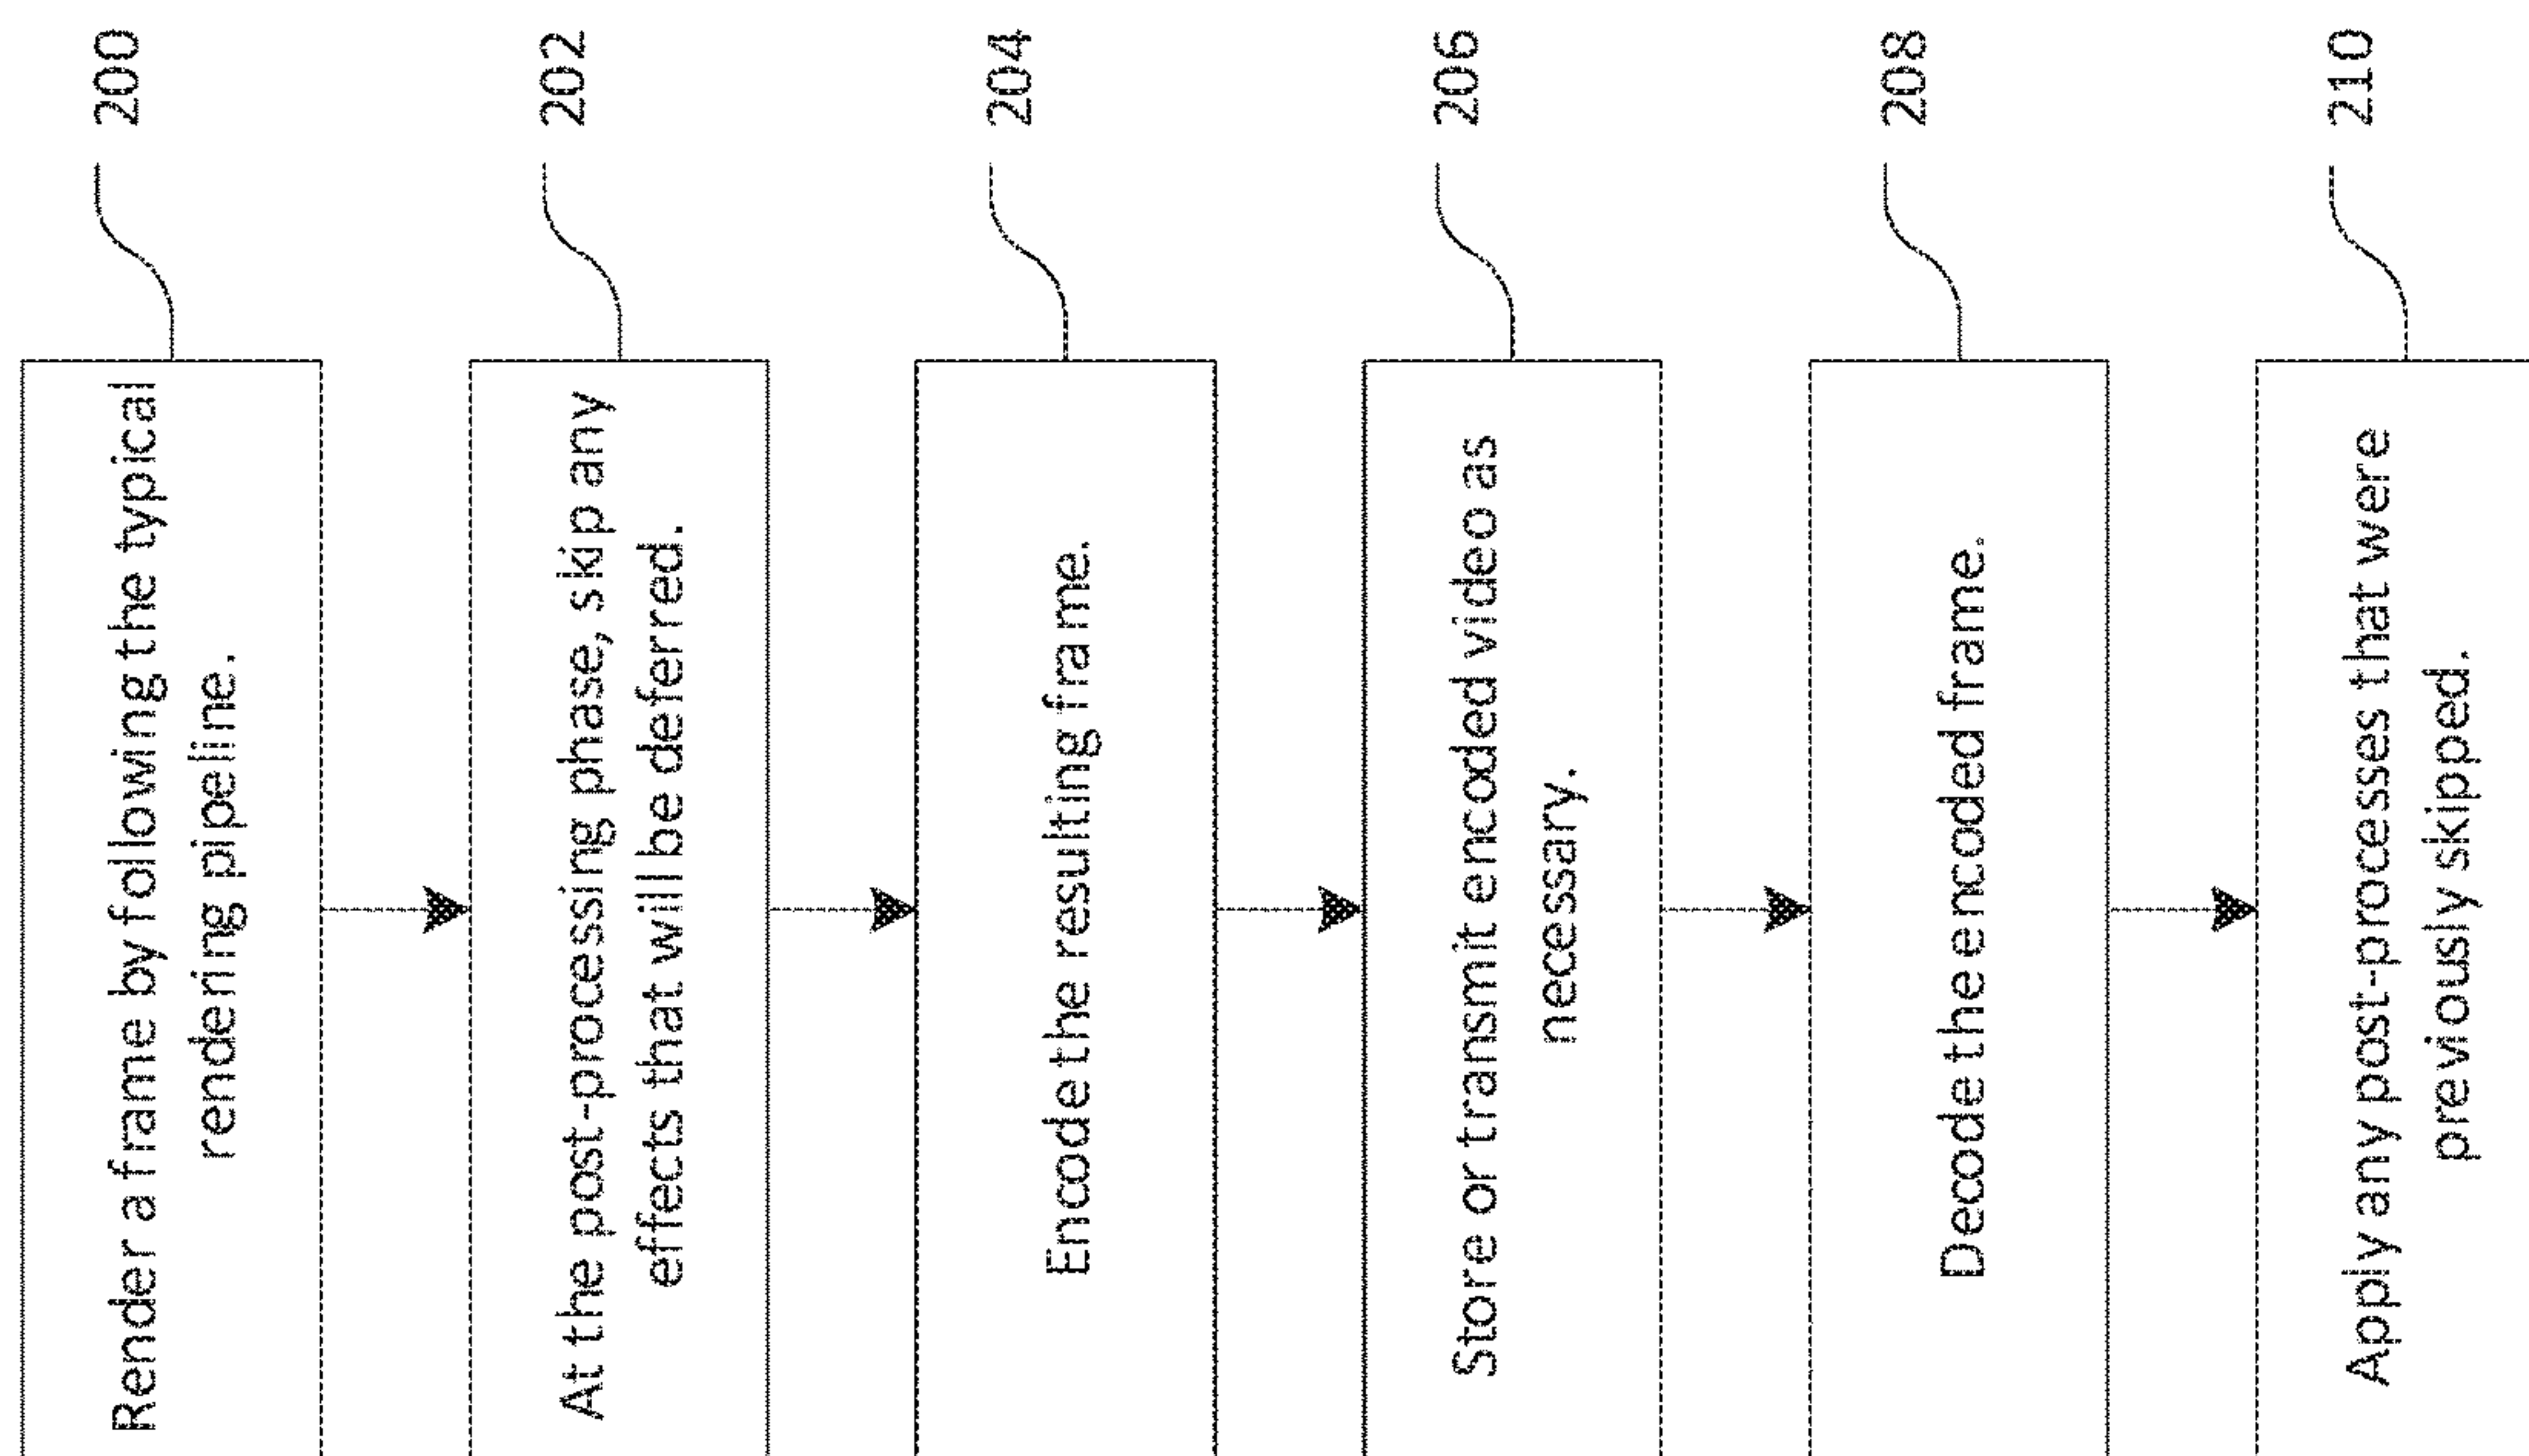 Render a frame by following the typical
rendering pipeline.
200
At the post-processing phase, skip any
effects that will be deferred.
202
Encode the resulting frame.
204
Store or transmit encoded video as
necessary.
206
Decode the encoded frame.
208
Apply any post-processes that were
previously skipped.
210